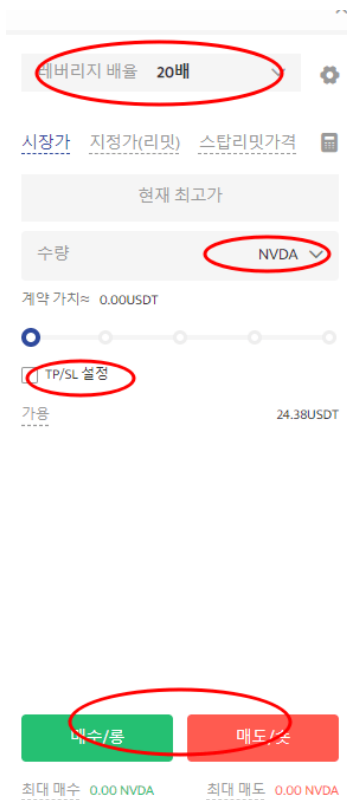 레버리지 배율 20배
시장가 지정가(리밋) 스탑리밋가격
현재 최고가
수량 NVDA
계약 가치≈ 0.00USDT
TP/SL 설정
가용 24.38USDT
매수/롱 매도/숏
최대 매수 0.00 NVDA 최대 매도 0.00 NVDA